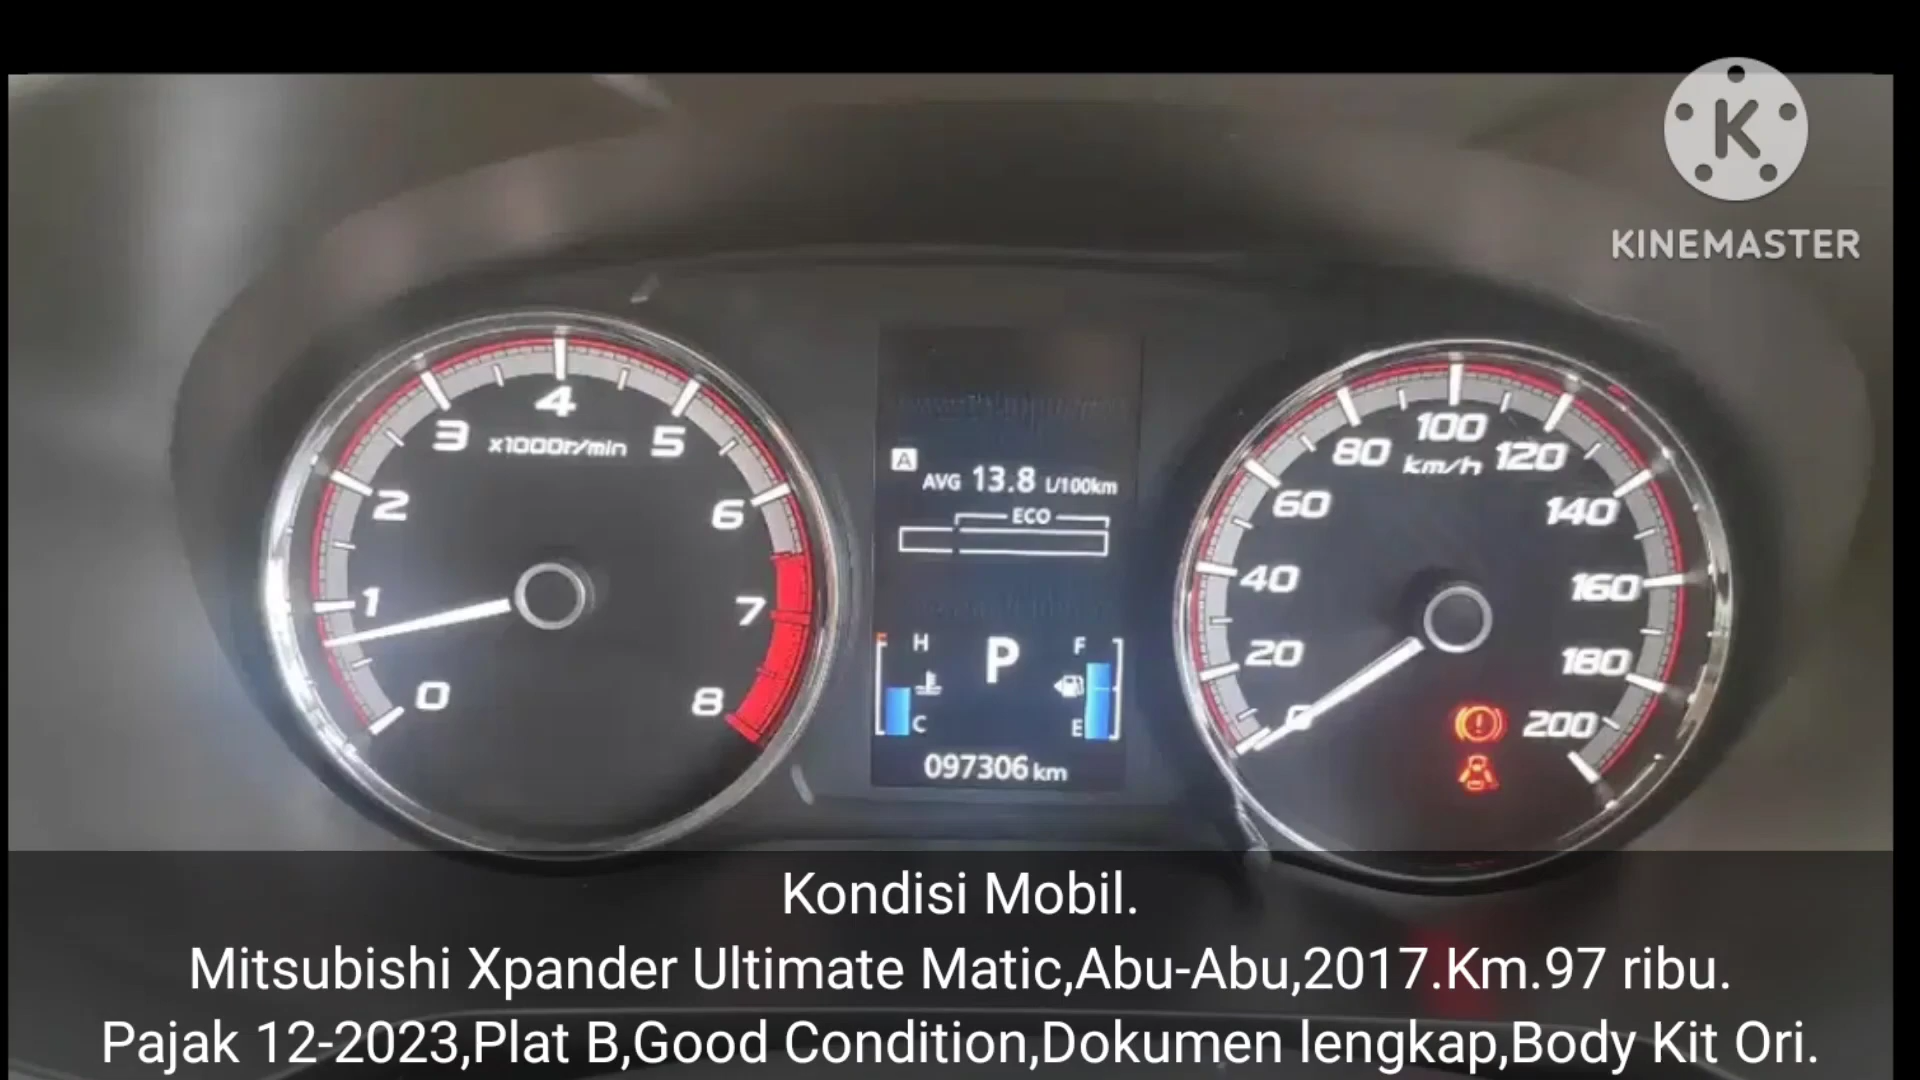 K
KINEMASTER
0
1
2
3
4
5
6
7
8
x1000r/min
A
AVG 13.8 L/100km
ECO
H
C
P
F
E
097306 km
0
20
40
60
80
100
120
140
160
180
200
km/h
Kondisi Mobil.
Mitsubishi Xpander Ultimate Matic,Abu-Abu,2017.Km.97 ribu.
Pajak 12-2023,Plat B,Good Condition,Dokumen lengkap,Body Kit Ori.